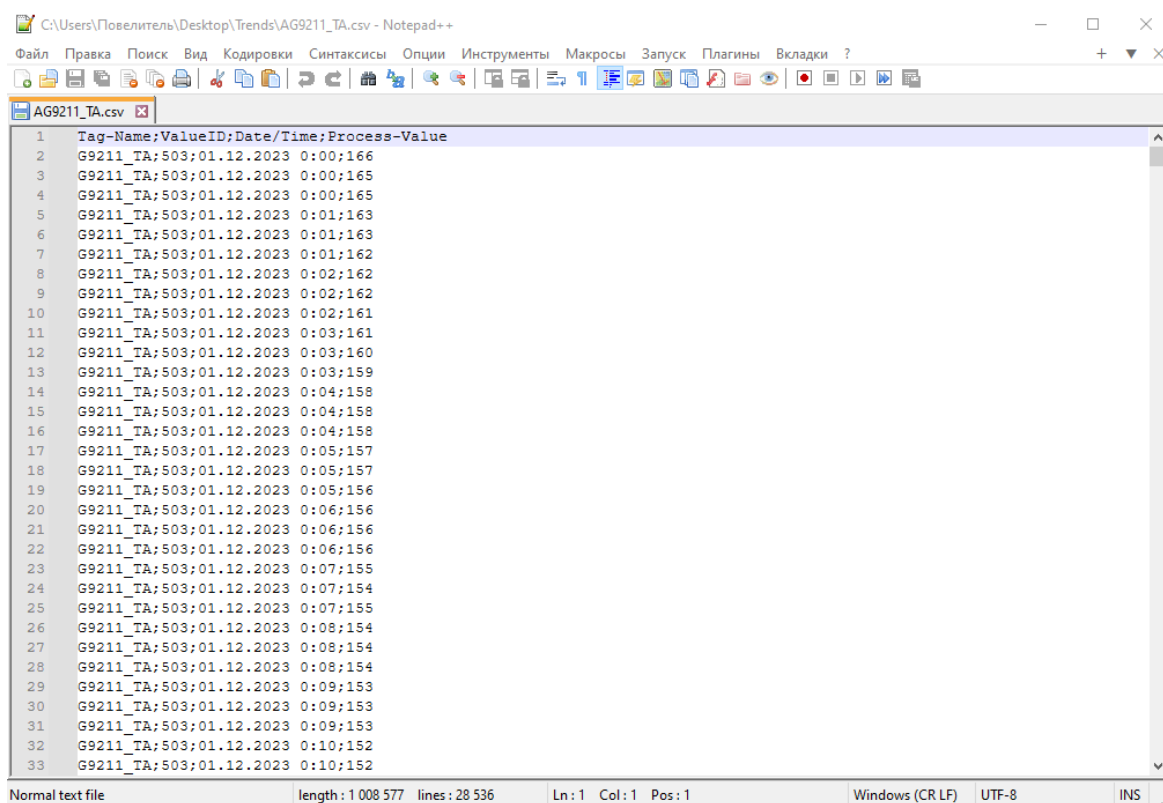 C:\Users\Повелитель\Desktop\Trends\AG9211_TA.csv - Notepad++
Файл Правка Поиск Вид Кодировки Синтаксисы Опции Инструменты Макросы Запуск Плагины Вкладки ?
AG9211_TA.csv
1 Tag-Name;ValueID;Date/Time;Process-Value
2 G9211_TA;503;01.12.2023 0:00;166
3 G9211_TA;503;01.12.2023 0:00;165
4 G9211_TA;503;01.12.2023 0:00;165
5 G9211_TA;503;01.12.2023 0:01;163
6 G9211_TA;503;01.12.2023 0:01;163
7 G9211_TA;503;01.12.2023 0:01;162
8 G9211_TA;503;01.12.2023 0:02;162
9 G9211_TA;503;01.12.2023 0:02;162
10 G9211_TA;503;01.12.2023 0:02;161
11 G9211_TA;503;01.12.2023 0:03;161
12 G9211_TA;503;01.12.2023 0:03;160
13 G9211_TA;503;01.12.2023 0:03;159
14 G9211_TA;503;01.12.2023 0:04;158
15 G9211_TA;503;01.12.2023 0:04;158
16 G9211_TA;503;01.12.2023 0:04;158
17 G9211_TA;503;01.12.2023 0:05;157
18 G9211_TA;503;01.12.2023 0:05;157
19 G9211_TA;503;01.12.2023 0:05;156
20 G9211_TA;503;01.12.2023 0:06;156
21 G9211_TA;503;01.12.2023 0:06;156
22 G9211_TA;503;01.12.2023 0:06;156
23 G9211_TA;503;01.12.2023 0:07;155
24 G9211_TA;503;01.12.2023 0:07;154
25 G9211_TA;503;01.12.2023 0:07;155
26 G9211_TA;503;01.12.2023 0:08;154
27 G9211_TA;503;01.12.2023 0:08;154
28 G9211_TA;503;01.12.2023 0:08;154
29 G9211_TA;503;01.12.2023 0:09;153
30 G9211_TA;503;01.12.2023 0:09;153
31 G9211_TA;503;01.12.2023 0:09;153
32 G9211_TA;503;01.12.2023 0:10;152
33 G9211_TA;503;01.12.2023 0:10;152
Normal text file length : 1 008 577 lines : 28 536 Ln : 1 Col : 1 Pos : 1 Windows (CR LF) UTF-8 INS